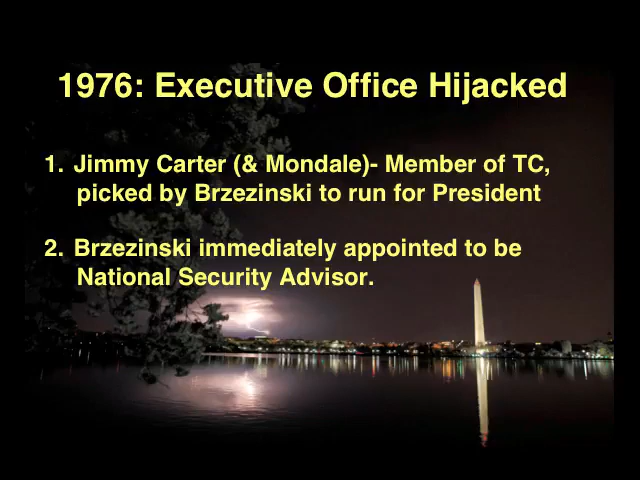 1976: Executive Office Hijacked
1. Jimmy Carter (& Mondale)- Member of TC,
picked by Brzezinski to run for President
2. Brzezinski immediately appointed to be
National Security Advisor.